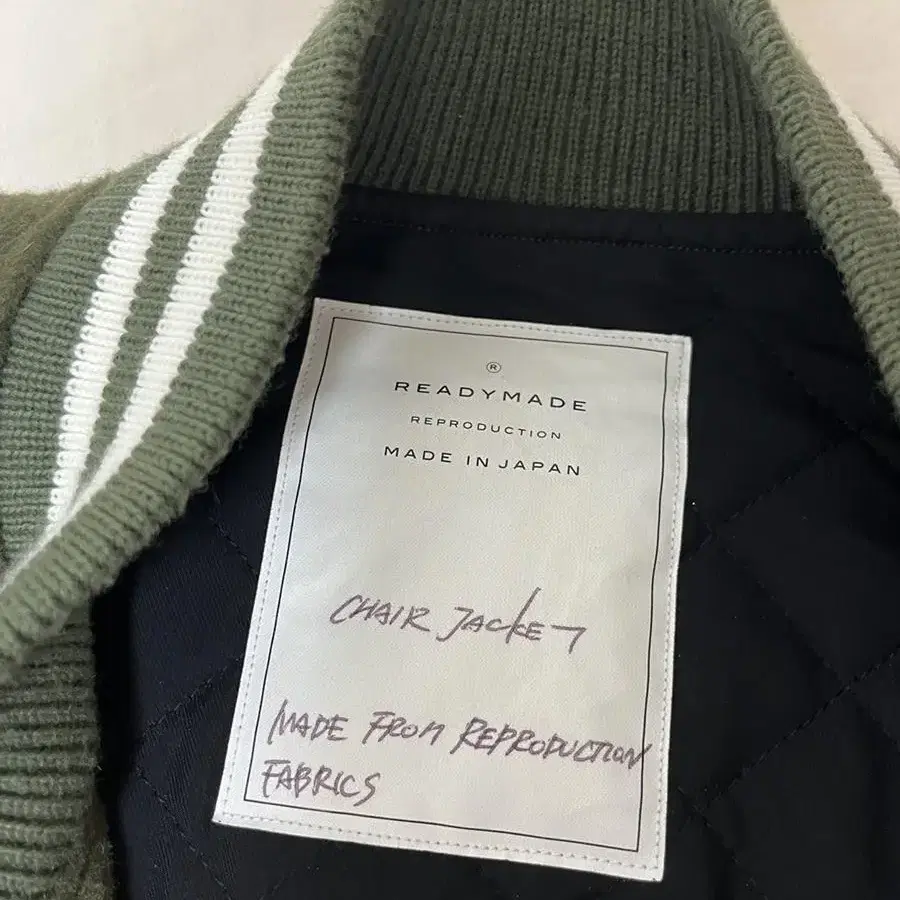 ®
READYMADE
REPRODUCTION
MADE IN JAPAN
CHAIR JACKET
MADE FROM REPRODUCTION
FABRICS